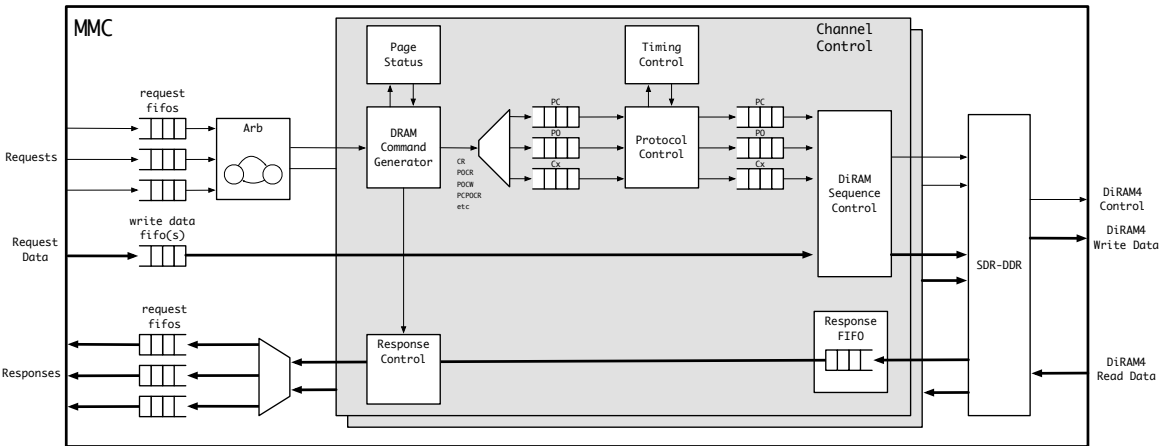 MMC
Channel
Control
Page
Status
Timing
Control
request
fifos
Arb
DRAM
Command
Generator
PC
PO
Cx
CR
POCR
POCW
PCPOCR
etc
Protocol
Control
PC
PO
Cx
DiRAM
Sequence
Control
Requests
write data
fifo(s)
Request
Data
SDR-DDR
DiRAM4
Control
DiRAM4
Write Data
request
fifos
Response
Control
Response
FIFO
Responses
DiRAM4
Read Data